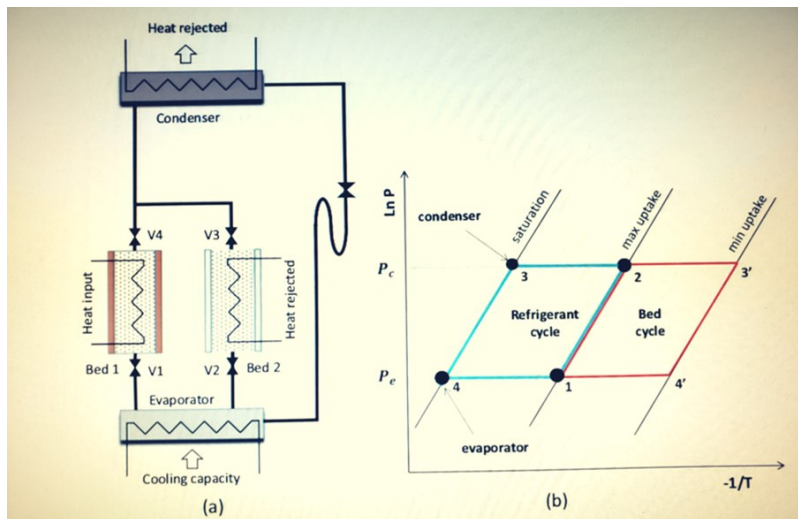 Heat rejected
Condenser
V4
V3
Heat input
Heat rejected
Bed 1
V1
V2
Bed 2
Evaporator
Cooling capacity
(a)
Ln P
condenser
saturation
max uptake
min uptake
Pc
3
2
3'
Refrigerant
cycle
Bed
cycle
Pe
4
1
4'
evaporator
-1/T
(b)